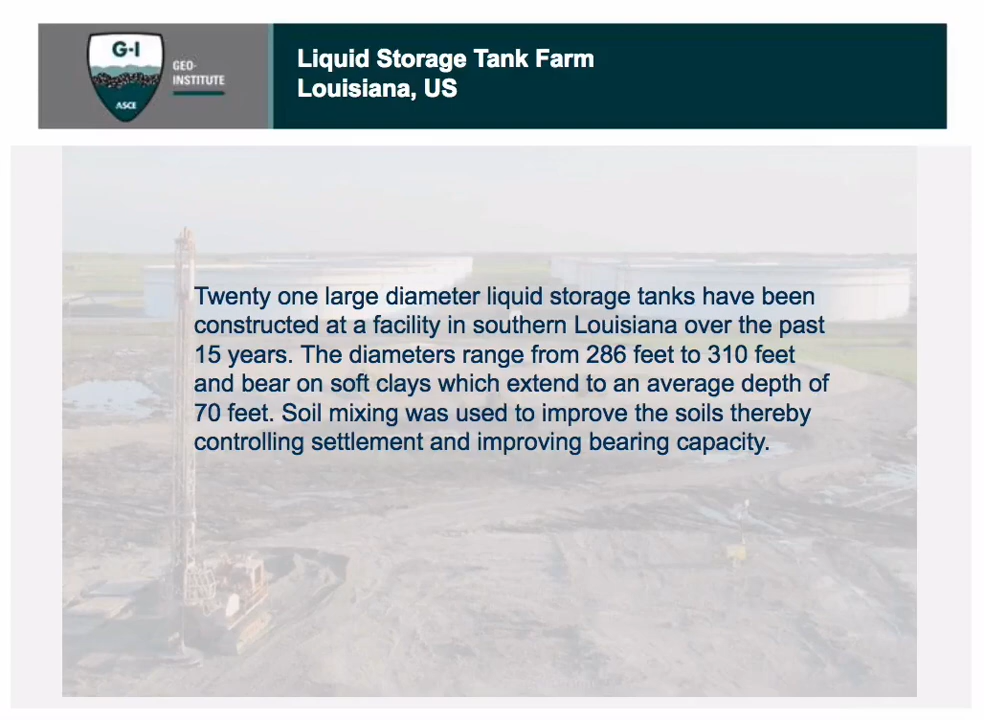 G-I
GEO-
INSTITUTE
ASCE
Liquid Storage Tank Farm
Louisiana, US
Twenty one large diameter liquid storage tanks have been
constructed at a facility in southern Louisiana over the past
15 years. The diameters range from 286 feet to 310 feet
and bear on soft clays which extend to an average depth of
70 feet. Soil mixing was used to improve the soils thereby
controlling settlement and improving bearing capacity.